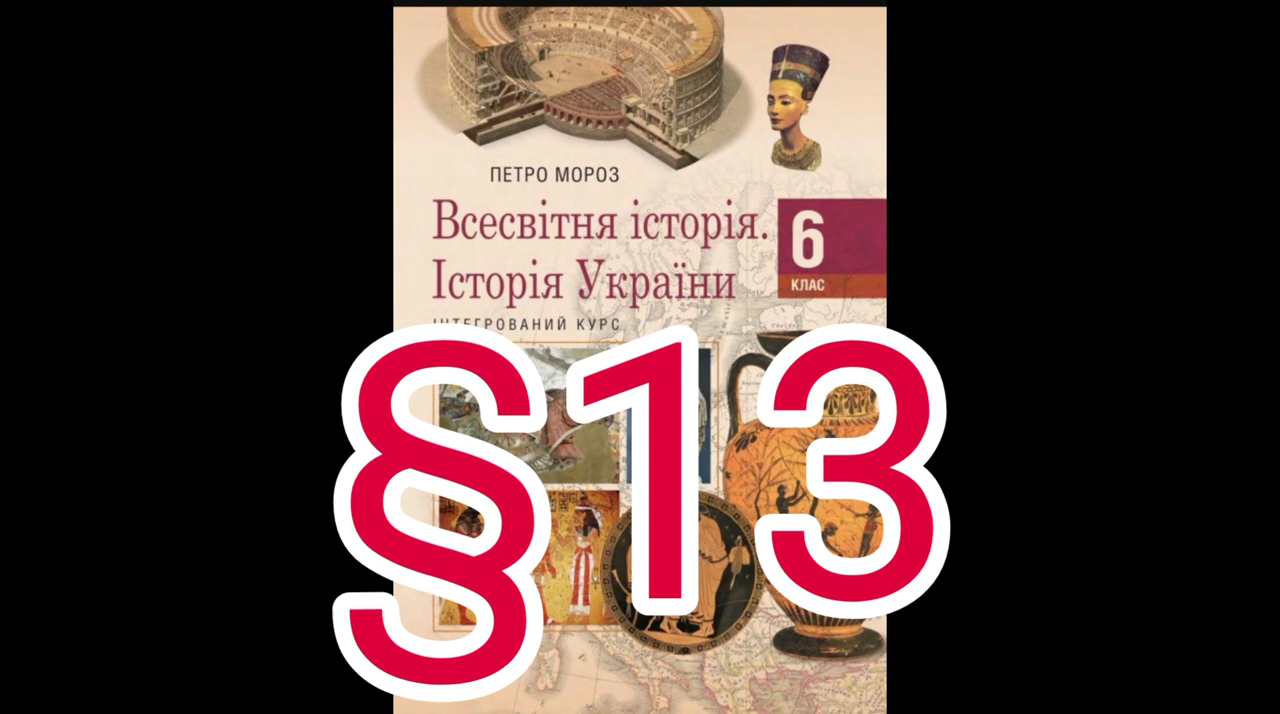 ПЕТРО МОРОЗ
Всесвітня історія.
Історія України
6
КЛАС
ІНТЕГРОВАНИЙ КУРС
§13